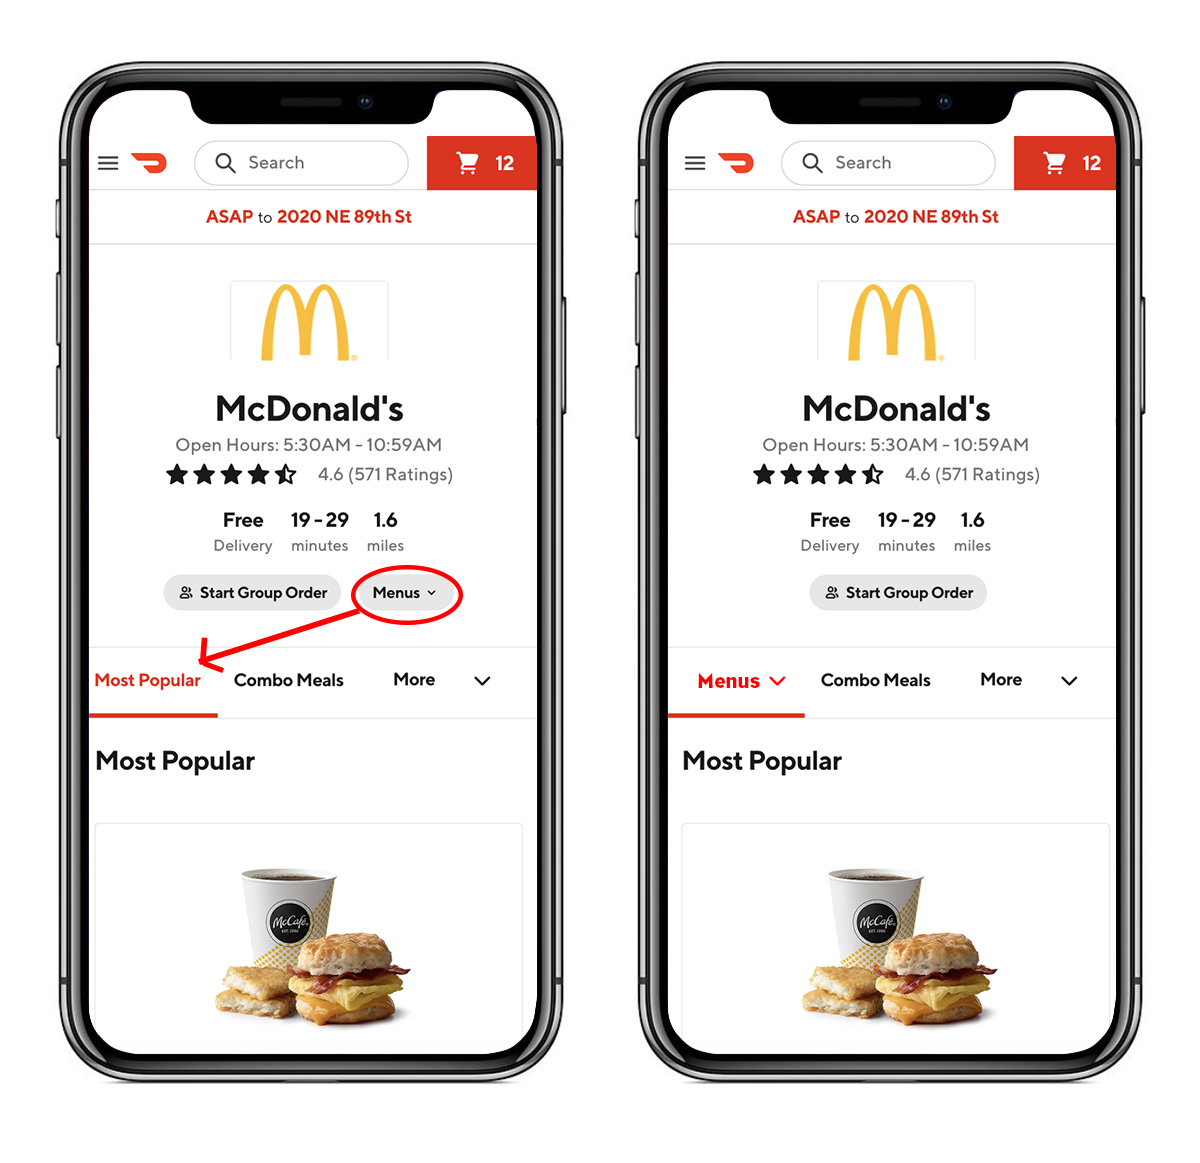 Search
12
ASAP to 2020 NE 89th St
McDonald's
Open Hours: 5:30AM - 10:59AM
4.6 (571 Ratings)
Free 19 - 29 1.6
Delivery minutes miles
Start Group Order Menus
Most Popular Combo Meals More
Most Popular
McCafé
EST. 1993
Search
12
ASAP to 2020 NE 89th St
McDonald's
Open Hours: 5:30AM - 10:59AM
4.6 (571 Ratings)
Free 19 - 29 1.6
Delivery minutes miles
Start Group Order
Menus Combo Meals More
Most Popular
McCafé
EST. 1993